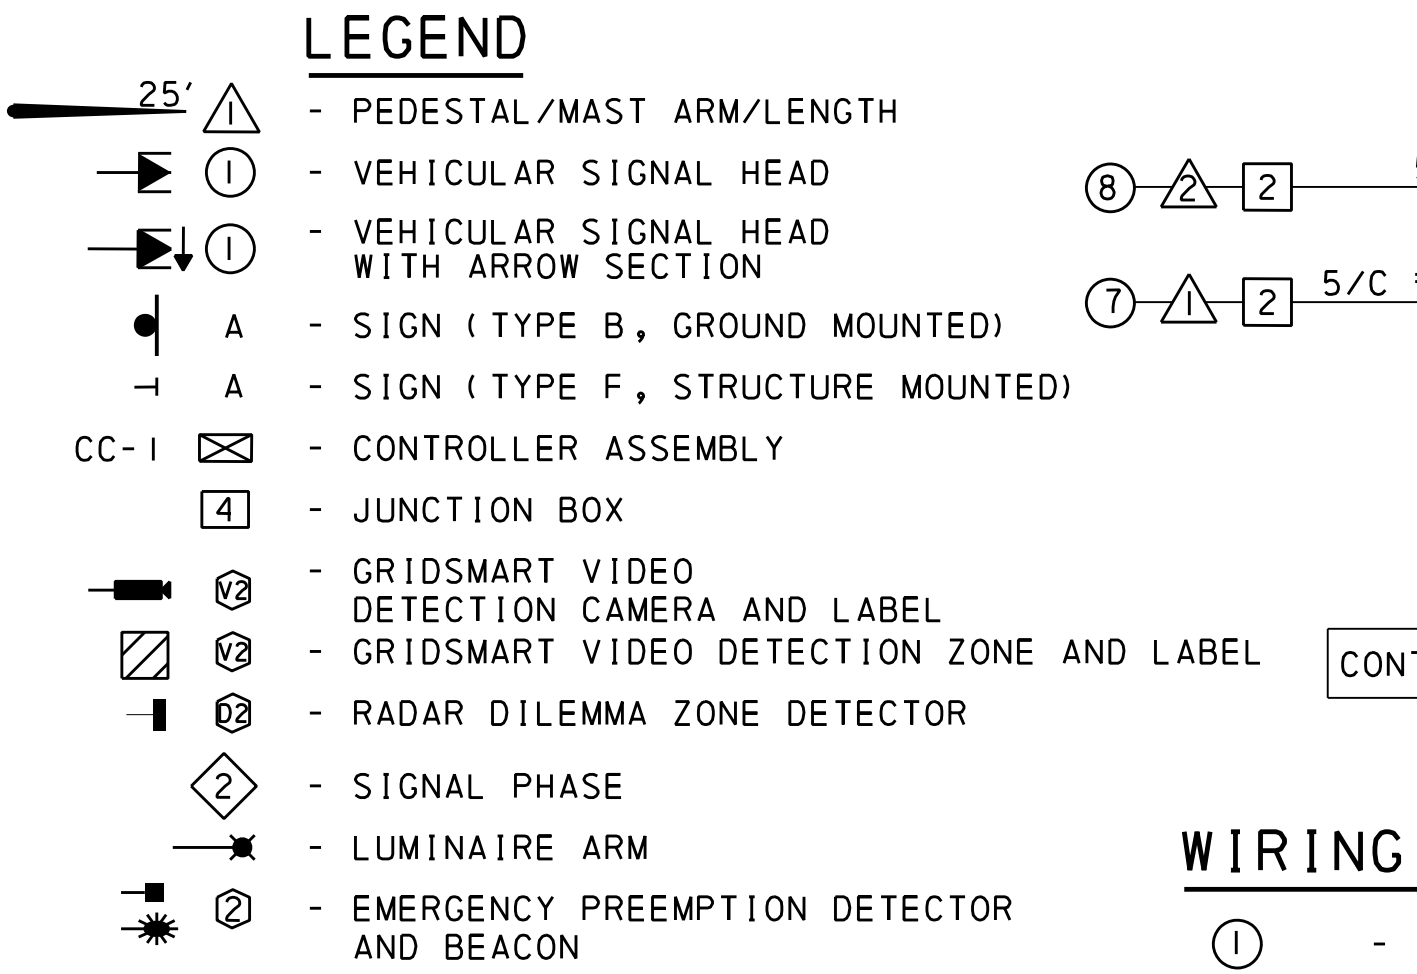 LEGEND
25' 1 - PEDESTAL/MAST ARM/LENGTH
1 - VEHICULAR SIGNAL HEAD
1 - VEHICULAR SIGNAL HEAD
WITH ARROW SECTION
A - SIGN (TYPE B, GROUND MOUNTED)
A - SIGN (TYPE F, STRUCTURE MOUNTED)
CC-1 - CONTROLLER ASSEMBLY
4 - JUNCTION BOX
V2 - GRIDSMART VIDEO
DETECTION CAMERA AND LABEL
V2 - GRIDSMART VIDEO DETECTION ZONE AND LABEL
D2 - RADAR DILEMMA ZONE DETECTOR
2 - SIGNAL PHASE
- LUMINAIRE ARM
2 - EMERGENCY PREEMPTION DETECTOR
AND BEACON
8 2 2
7 1 2 5/C
WIRING
1 -